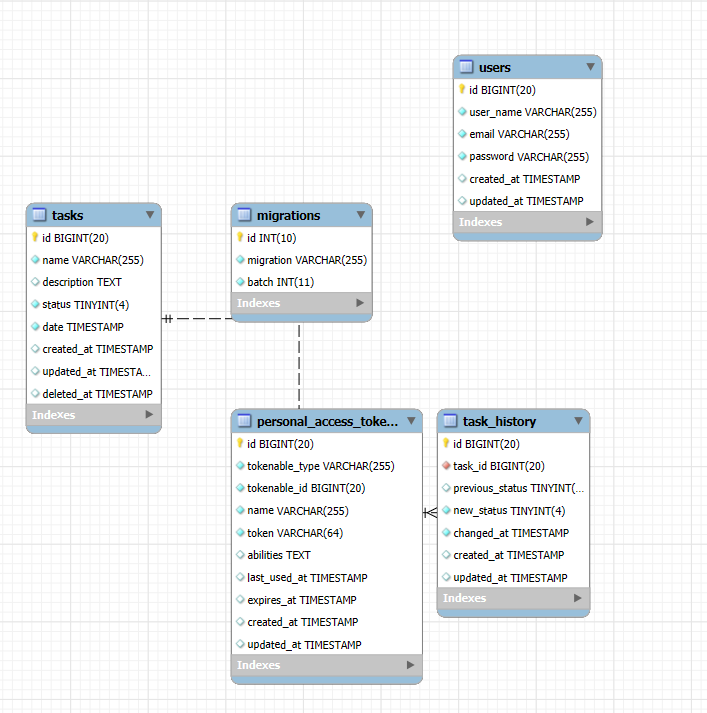 users
id BIGINT(20)
user_name VARCHAR(255)
email VARCHAR(255)
password VARCHAR(255)
created_at TIMESTAMP
updated_at TIMESTAMP
Indexes
tasks
id BIGINT(20)
name VARCHAR(255)
description TEXT
status TINYINT(4)
date TIMESTAMP
created_at TIMESTAMP
updated_at TIMESTA...
deleted_at TIMESTAMP
Indexes
migrations
id INT(10)
migration VARCHAR(255)
batch INT(11)
Indexes
personal_access_toke...
id BIGINT(20)
tokenable_type VARCHAR(255)
tokenable_id BIGINT(20)
name VARCHAR(255)
token VARCHAR(64)
abilities TEXT
last_used_at TIMESTAMP
expires_at TIMESTAMP
created_at TIMESTAMP
updated_at TIMESTAMP
Indexes
task_history
id BIGINT(20)
task_id BIGINT(20)
previous_status TINYINT(...
new_status TINYINT(4)
changed_at TIMESTAMP
created_at TIMESTAMP
updated_at TIMESTAMP
Indexes